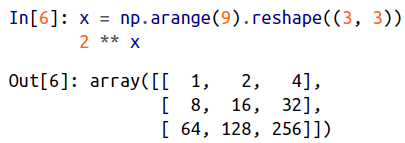 In[6]: x = np.arange(9).reshape((3, 3))
2 ** x
Out[6]: array([[ 1, 2, 4],
[ 8, 16, 32],
[ 64, 128, 256]])